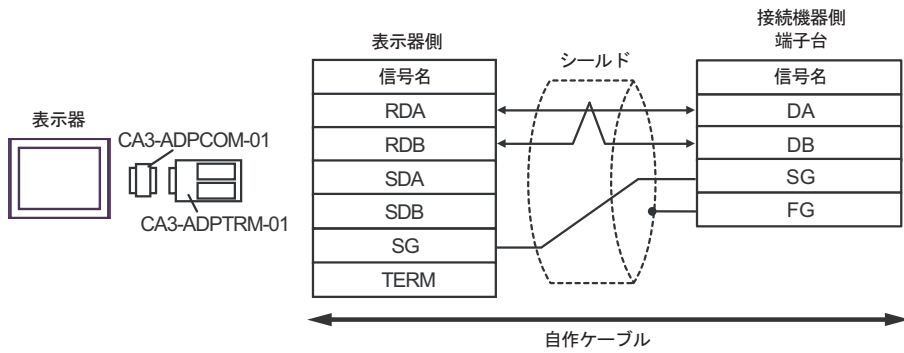 表示器
CA3-ADPCOM-01
CA3-ADPTRM-01
表示器側
信号名
RDA
RDB
SDA
SDB
SG
TERM
シールド
接続機器側
端子台
信号名
DA
DB
SG
FG
自作ケーブル